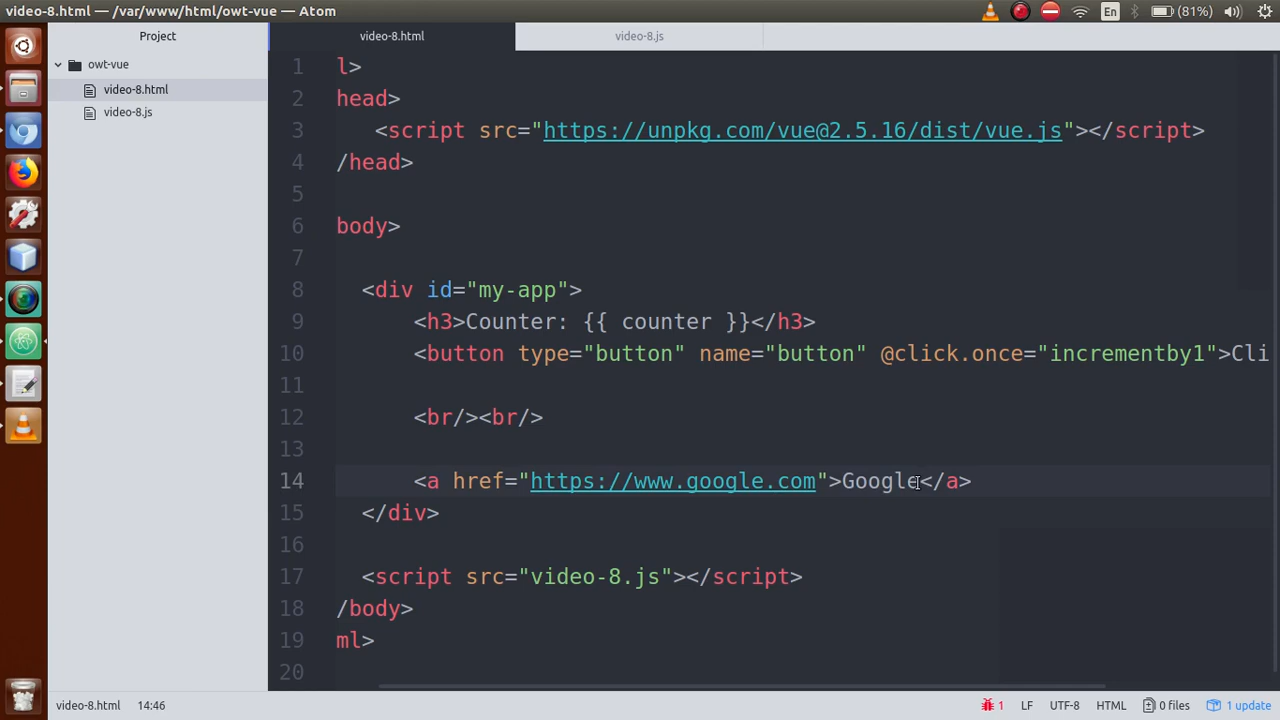 video-8.html — /var/www/html/owt-vue — Atom
En
(81%)
Project
video-8.html
video-8.js
owt-vue
video-8.html
video-8.js
1 l>
2 head>
3 <script src="https://unpkg.com/vue@2.5.16/dist/vue.js"></script>
4 /head>
5
6 body>
7
8 <div id="my-app">
9 <h3>Counter: {{ counter }}</h3>
10 <button type="button" name="button" @click.once="incrementby1">Cli
11
12 <br/><br/>
13
14 <a href="https://www.google.com">Google</a>
15 </div>
16
17 <script src="video-8.js"></script>
18 /body>
19 ml>
20
video-8.html 14:46
1 LF UTF-8 HTML 0 files 1 update